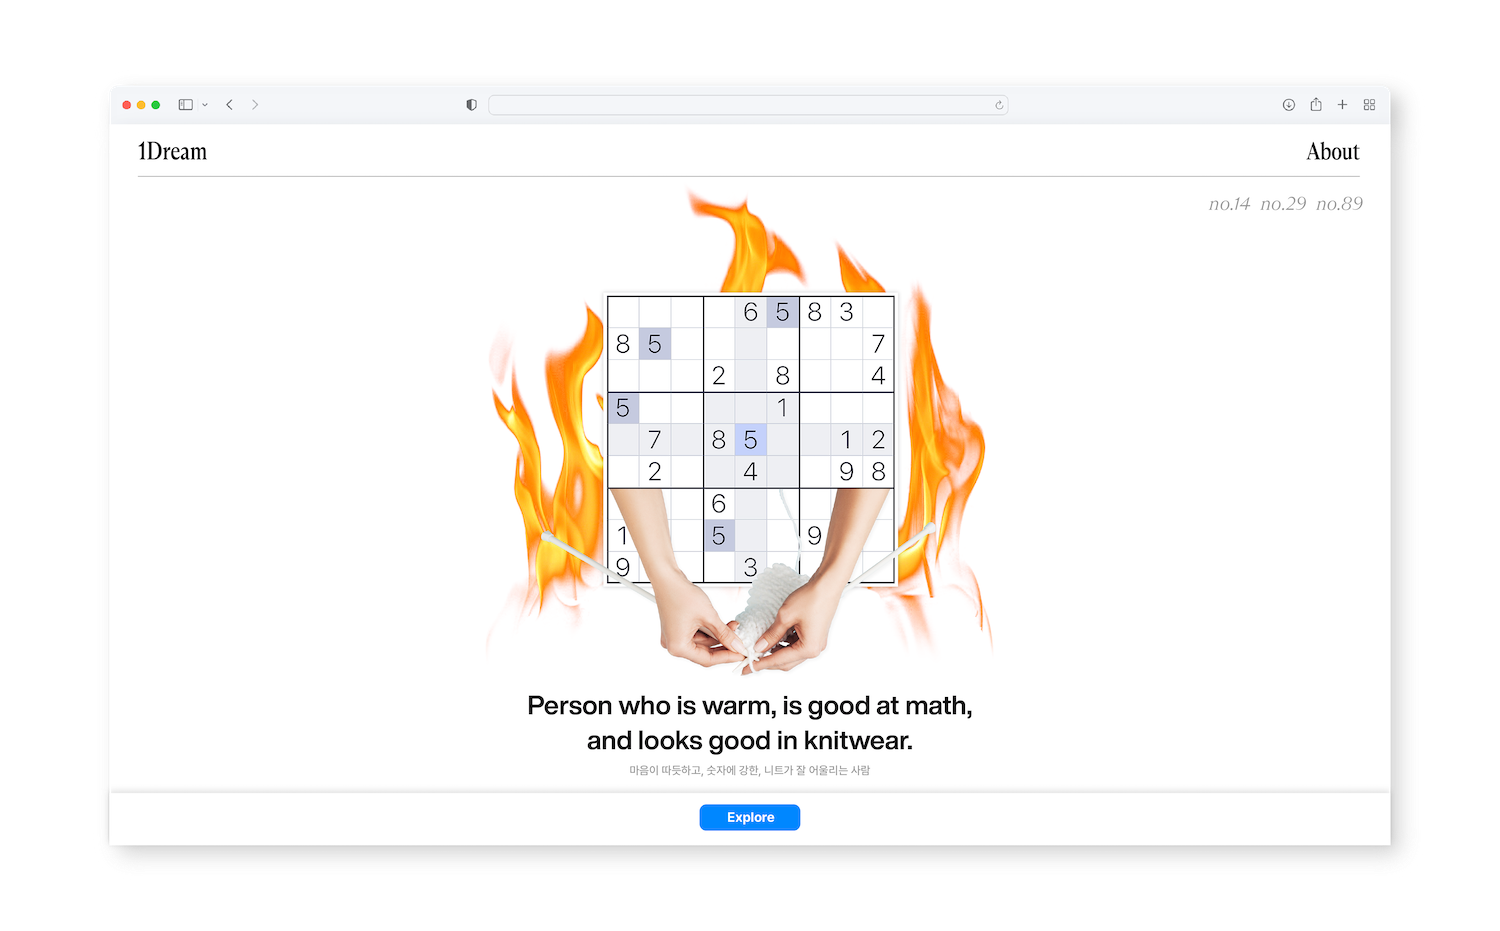 1Dream
About
no.14 no.29 no.89
6 5 8 3
8 5 7
2 8 4
5 1
7 8 5 1 2
2 4 9 8
6
1 5 9
9 3
Person who is warm, is good at math,
and looks good in knitwear.
마음이 따듯하고, 숫자에 강한, 니트가 잘 어울리는 사람
Explore